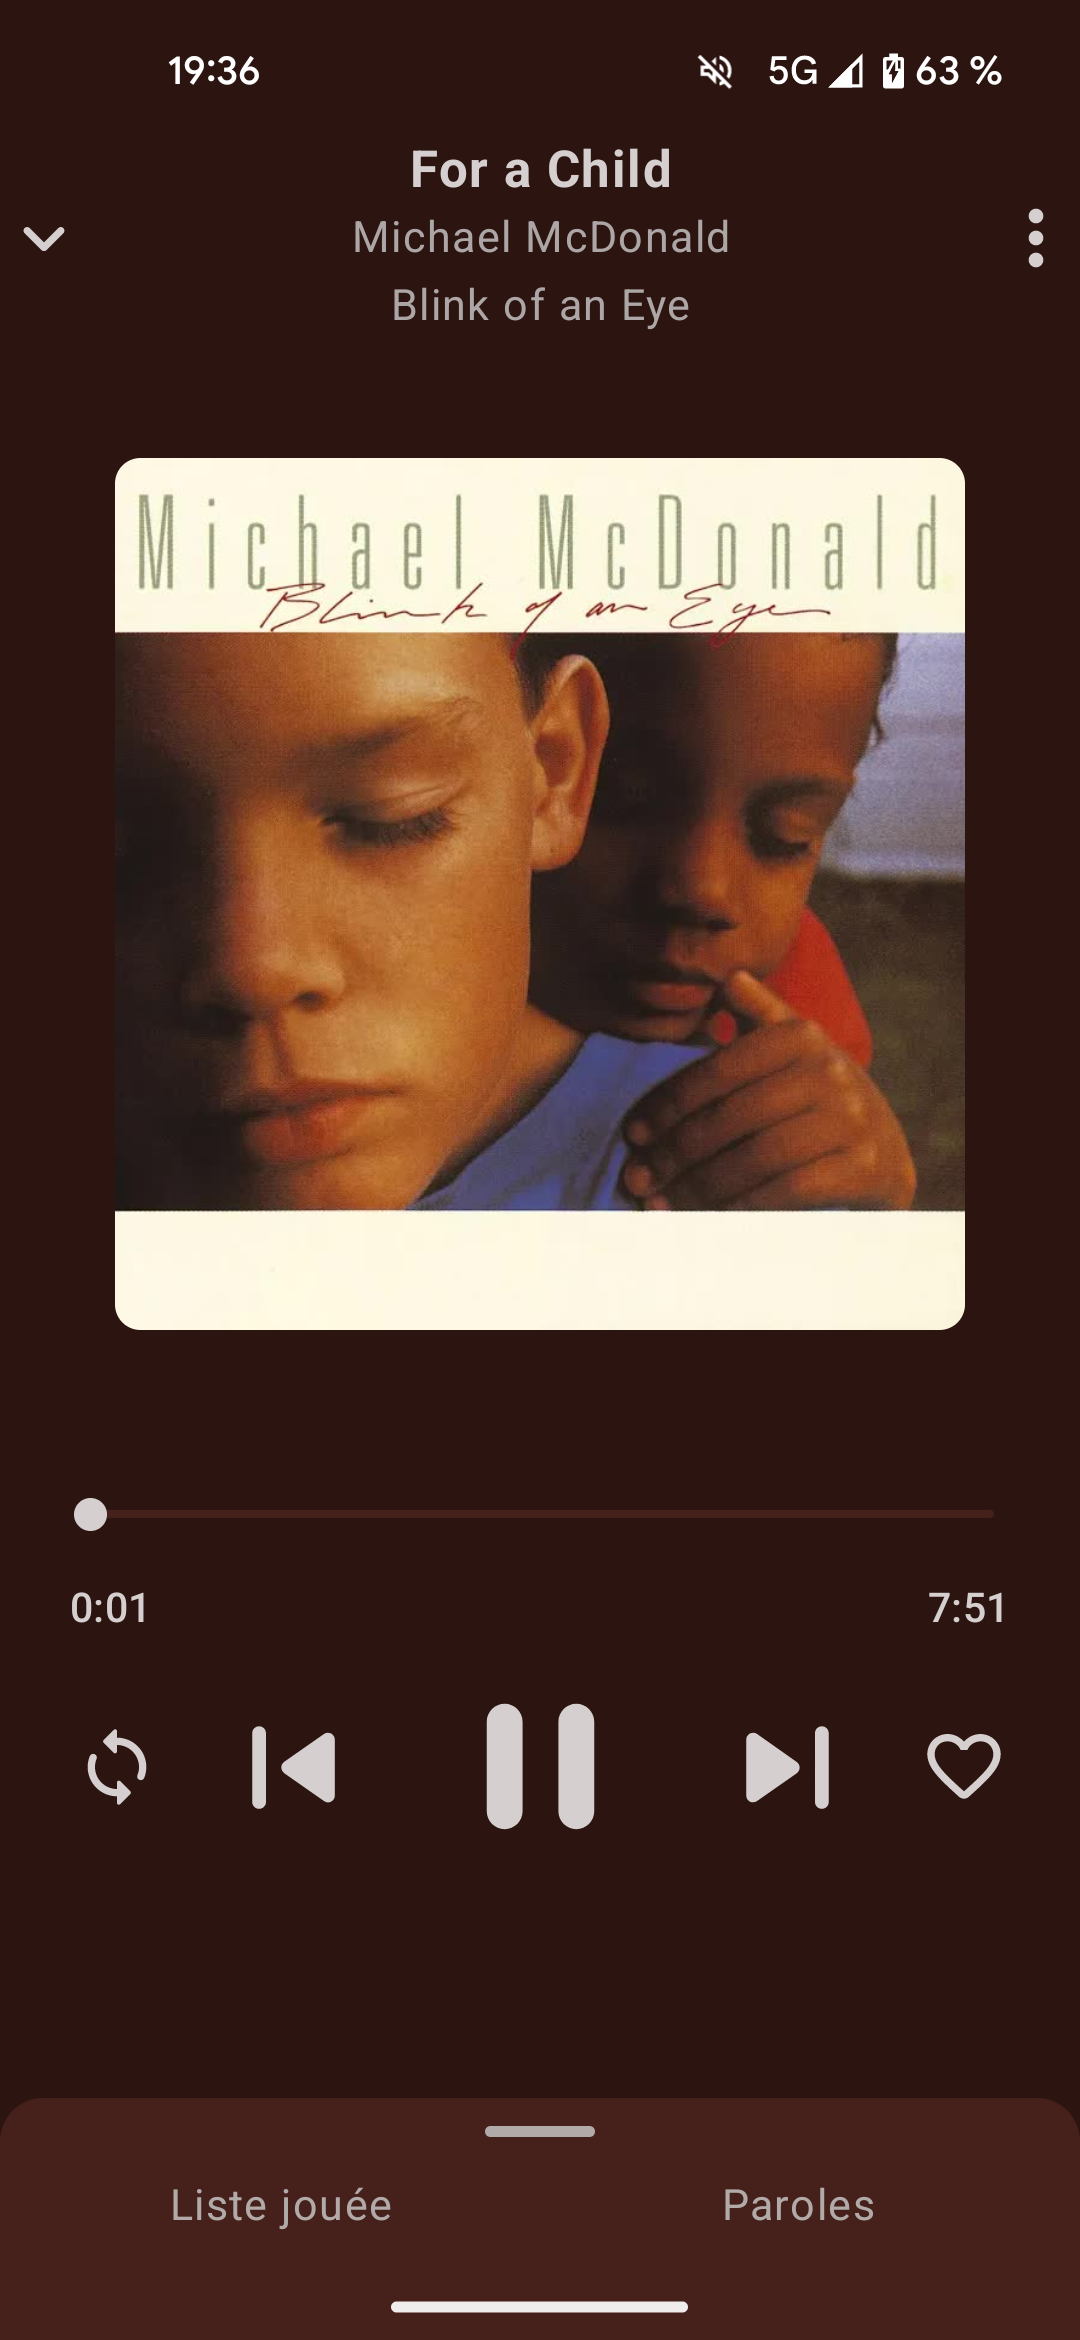 19:36 5G 63 %
For a Child
Michael McDonald
Blink of an Eye
Michael McDonald
Blink of an Eye
0:01 7:51
Liste jouée Paroles